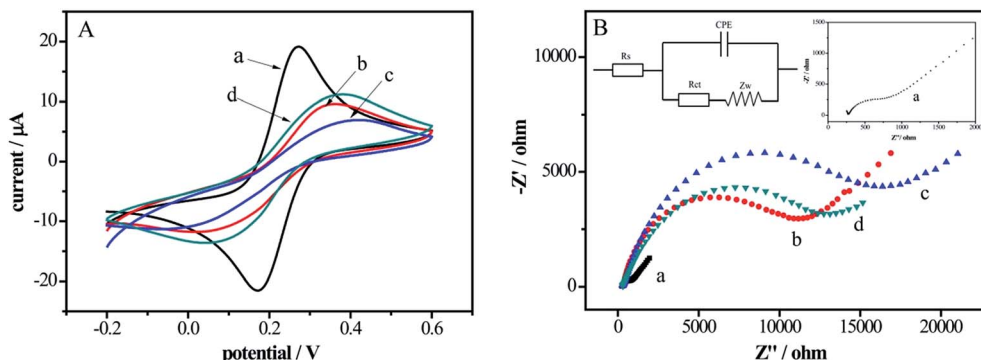 A
20
10
0
-10
-20
current / μA
a
b
c
d
-0.2
0.0
0.2
0.4
0.6
potential / V
B
10000
5000
0
-Z' / ohm
Rs
CPE
Rct
Zw
1500
1250
500
250
0
-Z' / ohm
a
0
500
1000
1500
2000
Z''/ ohm
a
b
d
c
0
5000
10000
15000
20000
Z'' / ohm